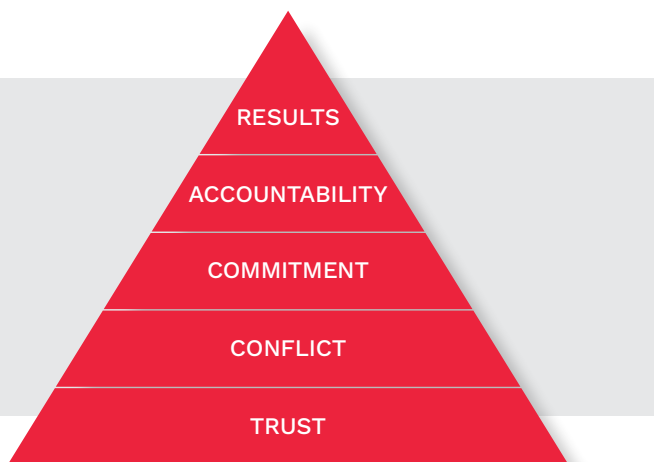 RESULTS
ACCOUNTABILITY
COMMITMENT
CONFLICT
TRUST